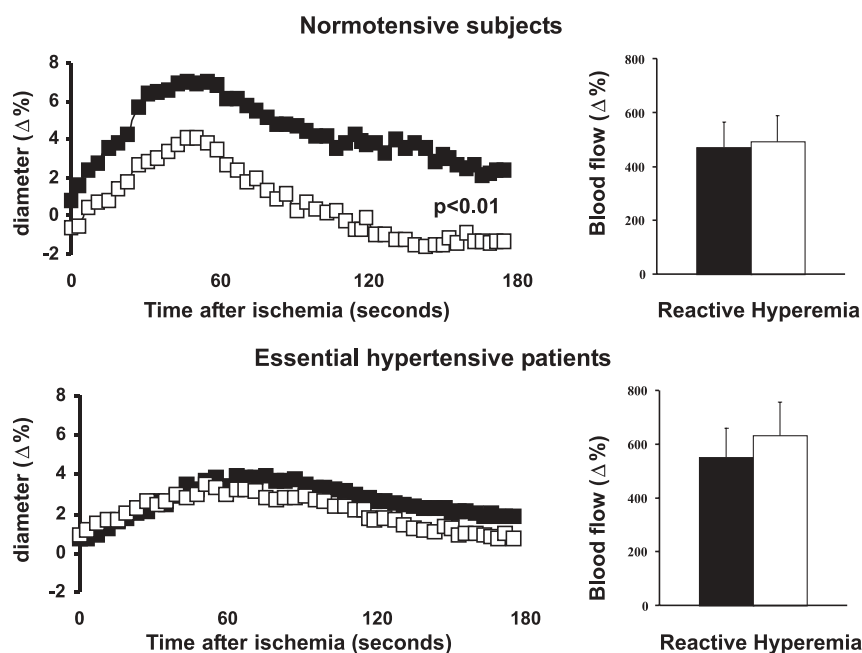 Normotensive subjects
diameter (Δ%)
8
6
4
2
0
-2
p<0.01
0 60 120 180
Time after ischemia (seconds)
Blood flow (Δ%)
800
600
400
200
0
Reactive Hyperemia
Essential hypertensive patients
diameter (Δ%)
8
6
4
2
0
-2
0 60 120 180
Time after ischemia (seconds)
Blood flow (Δ%)
800
600
400
200
0
Reactive Hyperemia